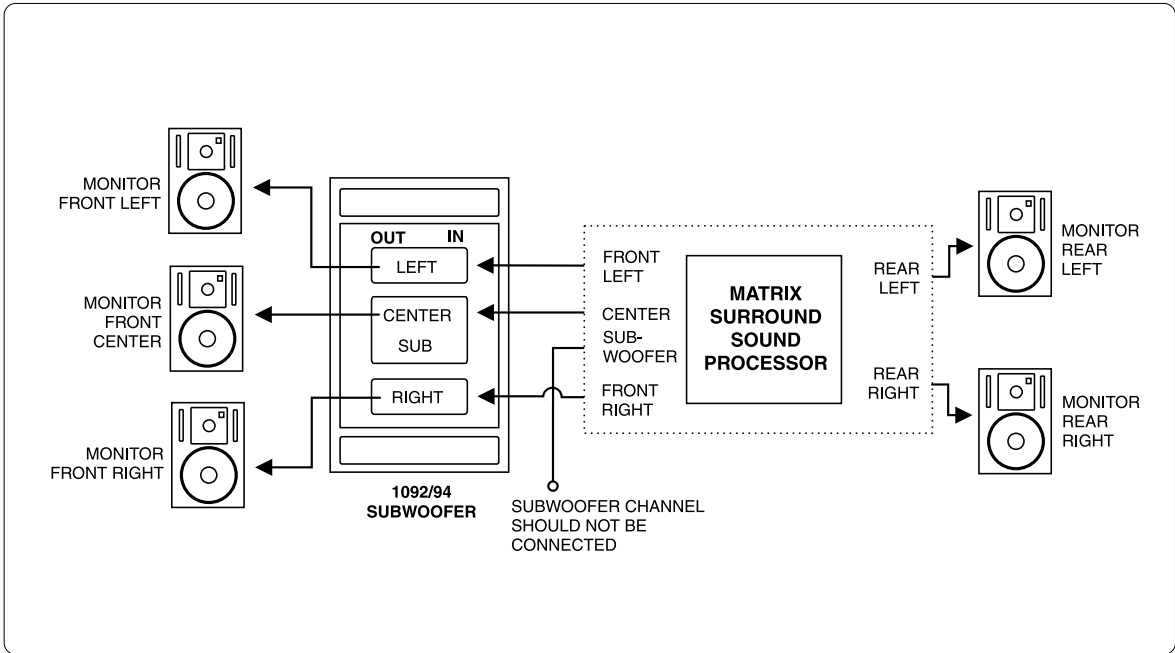 MONITOR
FRONT LEFT
MONITOR
FRONT
CENTER
MONITOR
FRONT RIGHT
OUT IN
LEFT
CENTER
SUB
RIGHT
1092/94
SUBWOOFER
FRONT
LEFT
CENTER
SUB-
WOOFER
FRONT
RIGHT
SUBWOOFER CHANNEL
SHOULD NOT BE
CONNECTED
MATRIX
SURROUND
SOUND
PROCESSOR
REAR
LEFT
REAR
RIGHT
MONITOR
REAR
LEFT
MONITOR
REAR
RIGHT